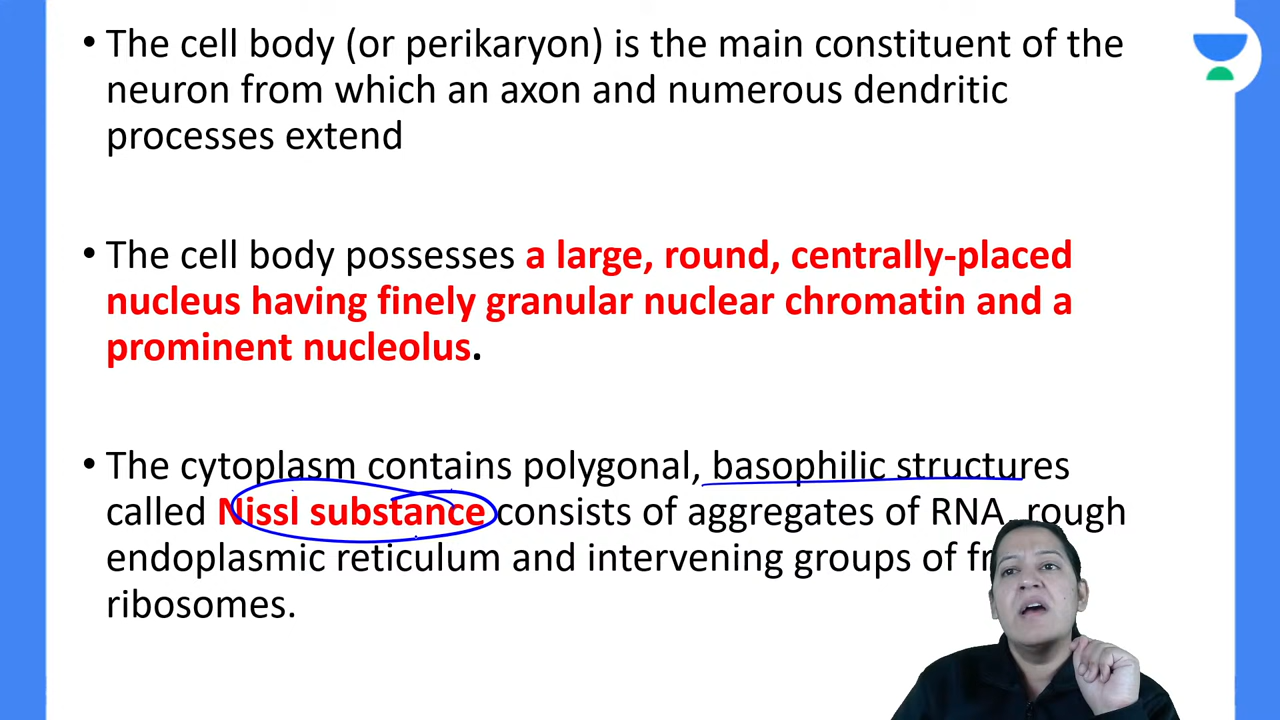 • The cell body (or perikaryon) is the main constituent of the
neuron from which an axon and numerous dendritic
processes extend
• The cell body possesses a large, round, centrally-placed
nucleus having finely granular nuclear chromatin and a
prominent nucleolus.
• The cytoplasm contains polygonal, basophilic structures
called Nissl substance consists of aggregates of RNA, rough
endoplasmic reticulum and intervening groups of
ribosomes.